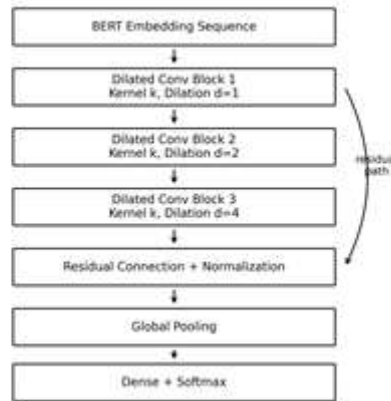 BERT Embedding Sequence
Dilated Conv Block 1
Kernel k, Dilation d=1
Dilated Conv Block 2
Kernel k, Dilation d=2
residual
path
Dilated Conv Block 3
Kernel k, Dilation d=4
Residual Connection + Normalization
Global Pooling
Dense + Softmax